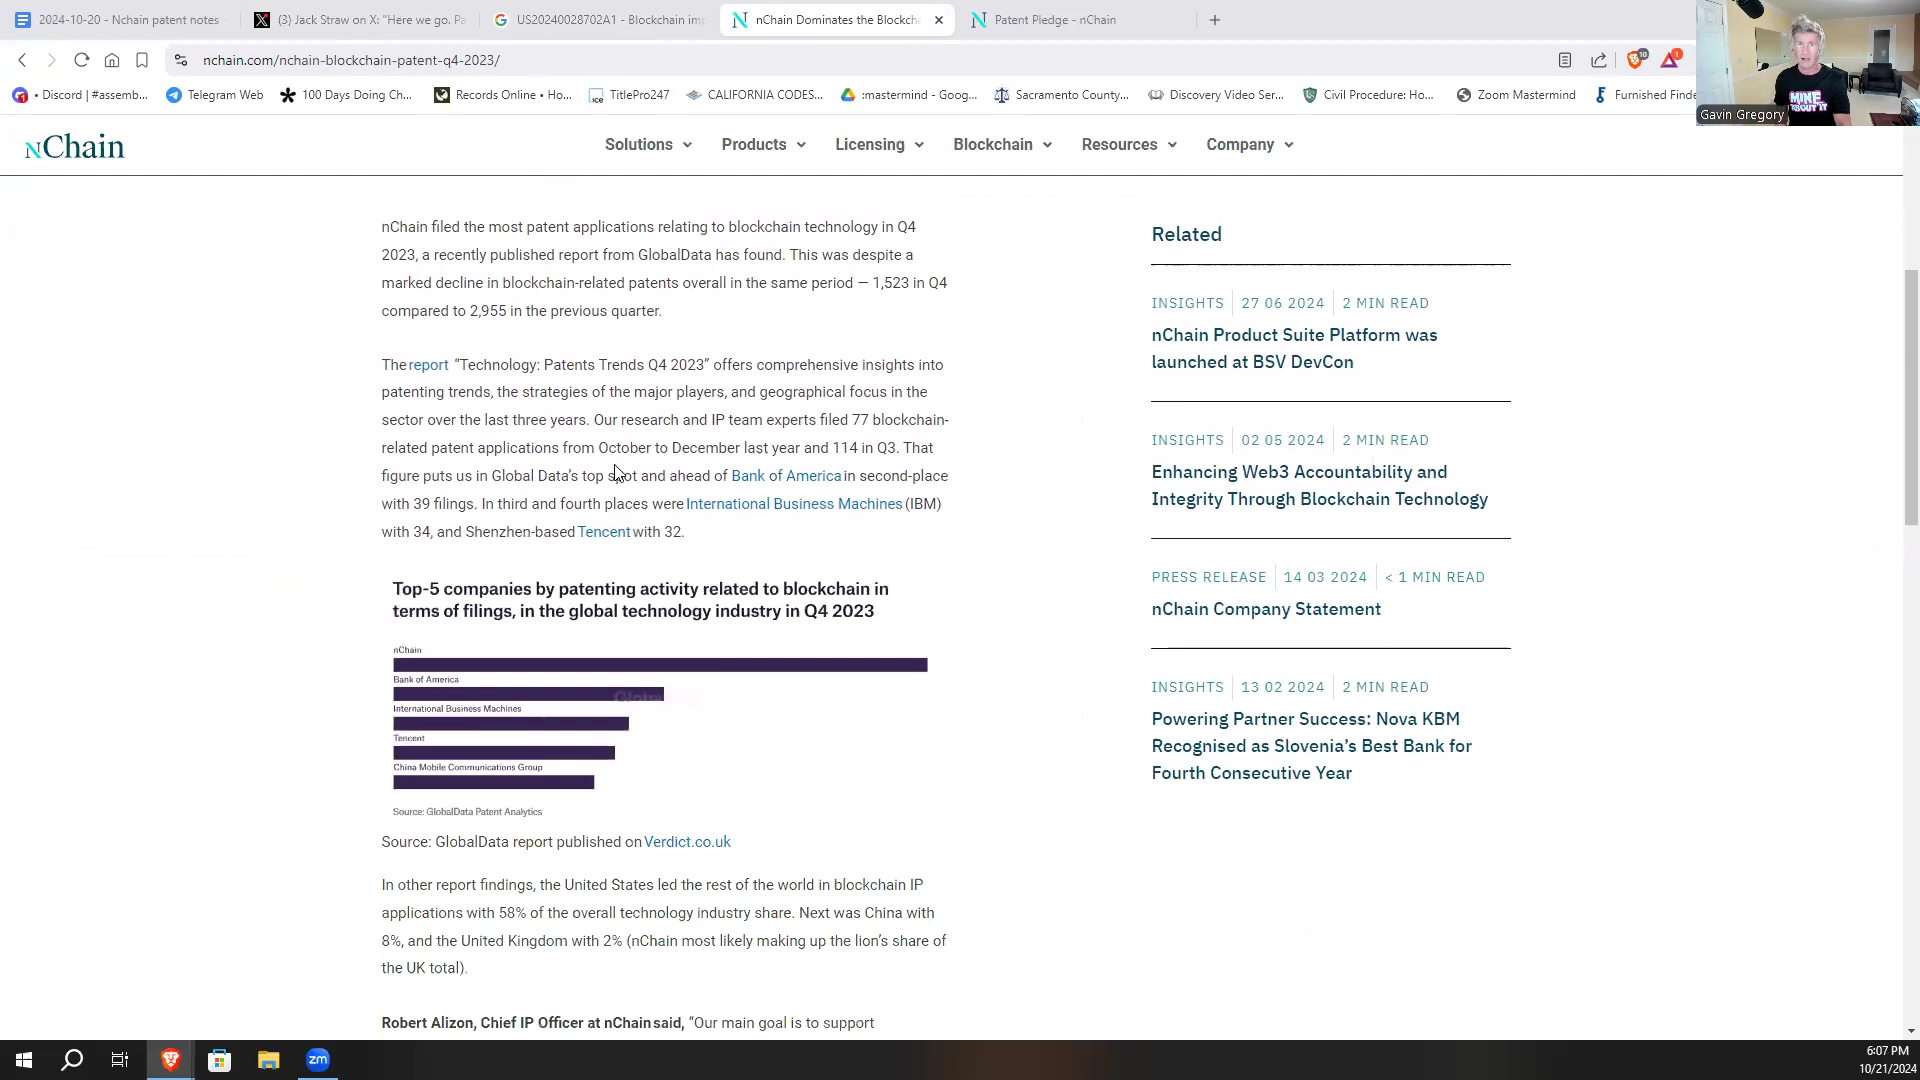 2024-10-20 - Nchain patent notes
(3) Jack Straw on X: "Here we go. Pa
US20240028702A1 - Blockchain imp
nChain Dominates the Blockcha
Patent Pledge - nChain
nchain.com/nchain-blockchain-patent-q4-2023/
• Discord | #assemb...
Telegram Web
100 Days Doing Ch...
Records Online • Ho...
TitlePro247
CALIFORNIA CODES...
:mastermind - Goog...
Sacramento County...
Discovery Video Ser...
Civil Procedure: Ho...
Zoom Mastermind
Furnished Finde
MINE
BOUT IT
Gavin Gregory
nChain
Solutions
Products
Licensing
Blockchain
Resources
Company
nChain filed the most patent applications relating to blockchain technology in Q4
2023, a recently published report from GlobalData has found. This was despite a
marked decline in blockchain-related patents overall in the same period — 1,523 in Q4
compared to 2,955 in the previous quarter.
The report “Technology: Patents Trends Q4 2023” offers comprehensive insights into
patenting trends, the strategies of the major players, and geographical focus in the
sector over the last three years. Our research and IP team experts filed 77 blockchain-
related patent applications from October to December last year and 114 in Q3. That
figure puts us in Global Data’s top spot and ahead of Bank of America in second-place
with 39 filings. In third and fourth places were International Business Machines (IBM)
with 34, and Shenzhen-based Tencent with 32.
Top-5 companies by patenting activity related to blockchain in
terms of filings, in the global technology industry in Q4 2023
nChain
Bank of America
International Business Machines
Tencent
China Mobile Communications Group
Source: GlobalData Patent Analytics
Source: GlobalData report published on Verdict.co.uk
In other report findings, the United States led the rest of the world in blockchain IP
applications with 58% of the overall technology industry share. Next was China with
8%, and the United Kingdom with 2% (nChain most likely making up the lion’s share of
the UK total).
Robert Alizon, Chief IP Officer at nChain said, “Our main goal is to support
Related
INSIGHTS 27 06 2024 2 MIN READ
nChain Product Suite Platform was
launched at BSV DevCon
INSIGHTS 02 05 2024 2 MIN READ
Enhancing Web3 Accountability and
Integrity Through Blockchain Technology
PRESS RELEASE 14 03 2024 < 1 MIN READ
nChain Company Statement
INSIGHTS 13 02 2024 2 MIN READ
Powering Partner Success: Nova KBM
Recognised as Slovenia’s Best Bank for
Fourth Consecutive Year
zm
6:07 PM
10/21/2024